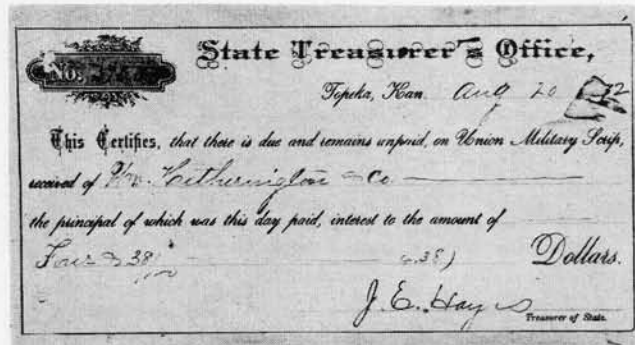 State Treasurer's Office,
No.
Topeka, Kan. Aug 20
This Certifies, that there is due and remains unpaid, on Union Military Scrip,
received of Wm. Hetherington & Co
the principal of which was this day paid, interest to the amount of
Four & 38/100 4.38) Dollars.
J. E. Hayes
Treasurer of State.